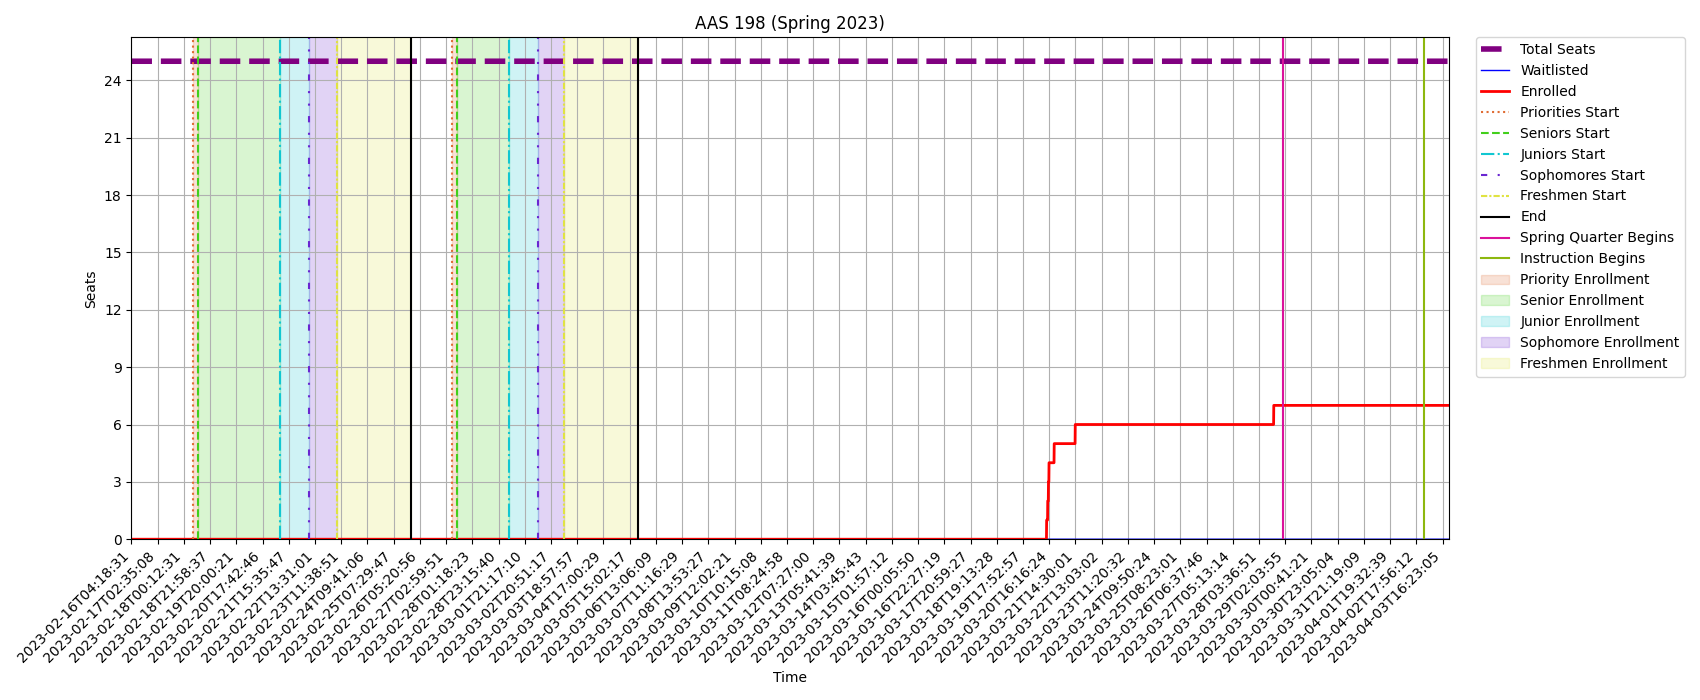 AAS 198 (Spring 2023)
Seats
24
21
18
15
12
9
6
3
0
2023-02-16T04:18:31
2023-02-17T02:35:08
2023-02-18T00:12:31
2023-02-18T21:58:37
2023-02-19T20:00:21
2023-02-20T17:42:46
2023-02-21T15:35:47
2023-02-22T13:31:01
2023-02-23T11:38:51
2023-02-24T09:41:06
2023-02-25T07:29:47
2023-02-26T05:20:56
2023-02-27T02:59:51
2023-02-28T01:18:23
2023-02-28T23:15:40
2023-03-01T21:17:10
2023-03-02T20:51:17
2023-03-03T18:57:57
2023-03-04T17:00:29
2023-03-05T15:02:17
2023-03-06T13:06:09
2023-03-07T11:16:29
2023-03-08T13:53:27
2023-03-09T12:02:21
2023-03-10T10:15:08
2023-03-11T08:24:58
2023-03-12T07:27:00
2023-03-13T05:41:39
2023-03-14T03:45:43
2023-03-15T01:57:12
2023-03-16T00:05:50
2023-03-16T22:27:19
2023-03-17T20:59:27
2023-03-18T19:13:28
2023-03-19T17:52:57
2023-03-20T16:16:24
2023-03-21T14:30:01
2023-03-22T13:03:02
2023-03-23T11:20:32
2023-03-24T09:50:24
2023-03-25T08:23:01
2023-03-26T06:37:46
2023-03-27T05:13:14
2023-03-28T03:36:51
2023-03-29T02:03:55
2023-03-30T00:41:21
2023-03-30T23:05:04
2023-03-31T21:19:09
2023-04-01T19:32:39
2023-04-02T17:56:12
2023-04-03T16:23:05
Time
Total Seats
Waitlisted
Enrolled
Priorities Start
Seniors Start
Juniors Start
Sophomores Start
Freshmen Start
End
Spring Quarter Begins
Instruction Begins
Priority Enrollment
Senior Enrollment
Junior Enrollment
Sophomore Enrollment
Freshmen Enrollment